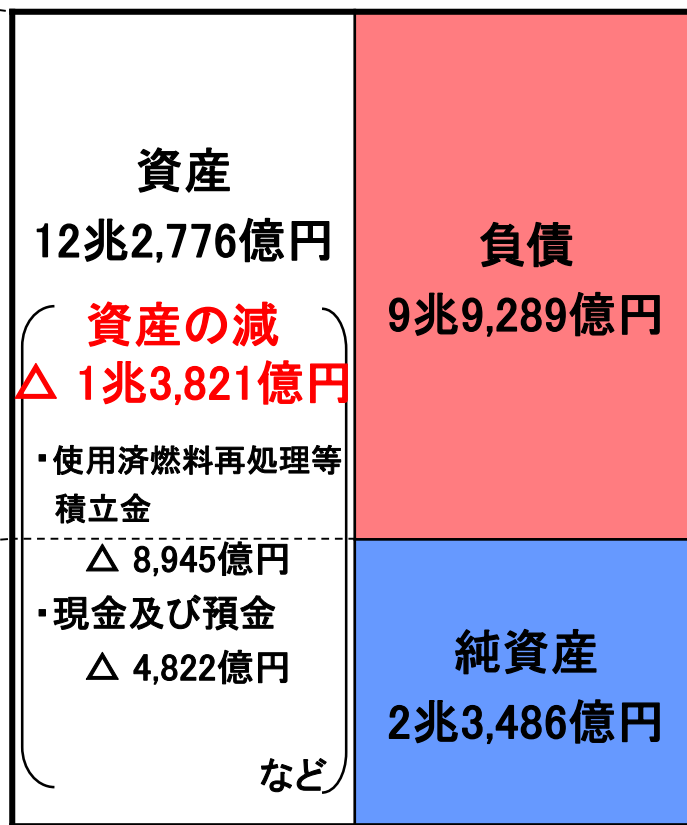 資産
12兆2,776億円
資産の減
△ 1兆3,821億円
・使用済燃料再処理等
積立金
△ 8,945億円
・現金及び預金
△ 4,822億円
など
負債
9兆9,289億円
純資産
2兆3,486億円